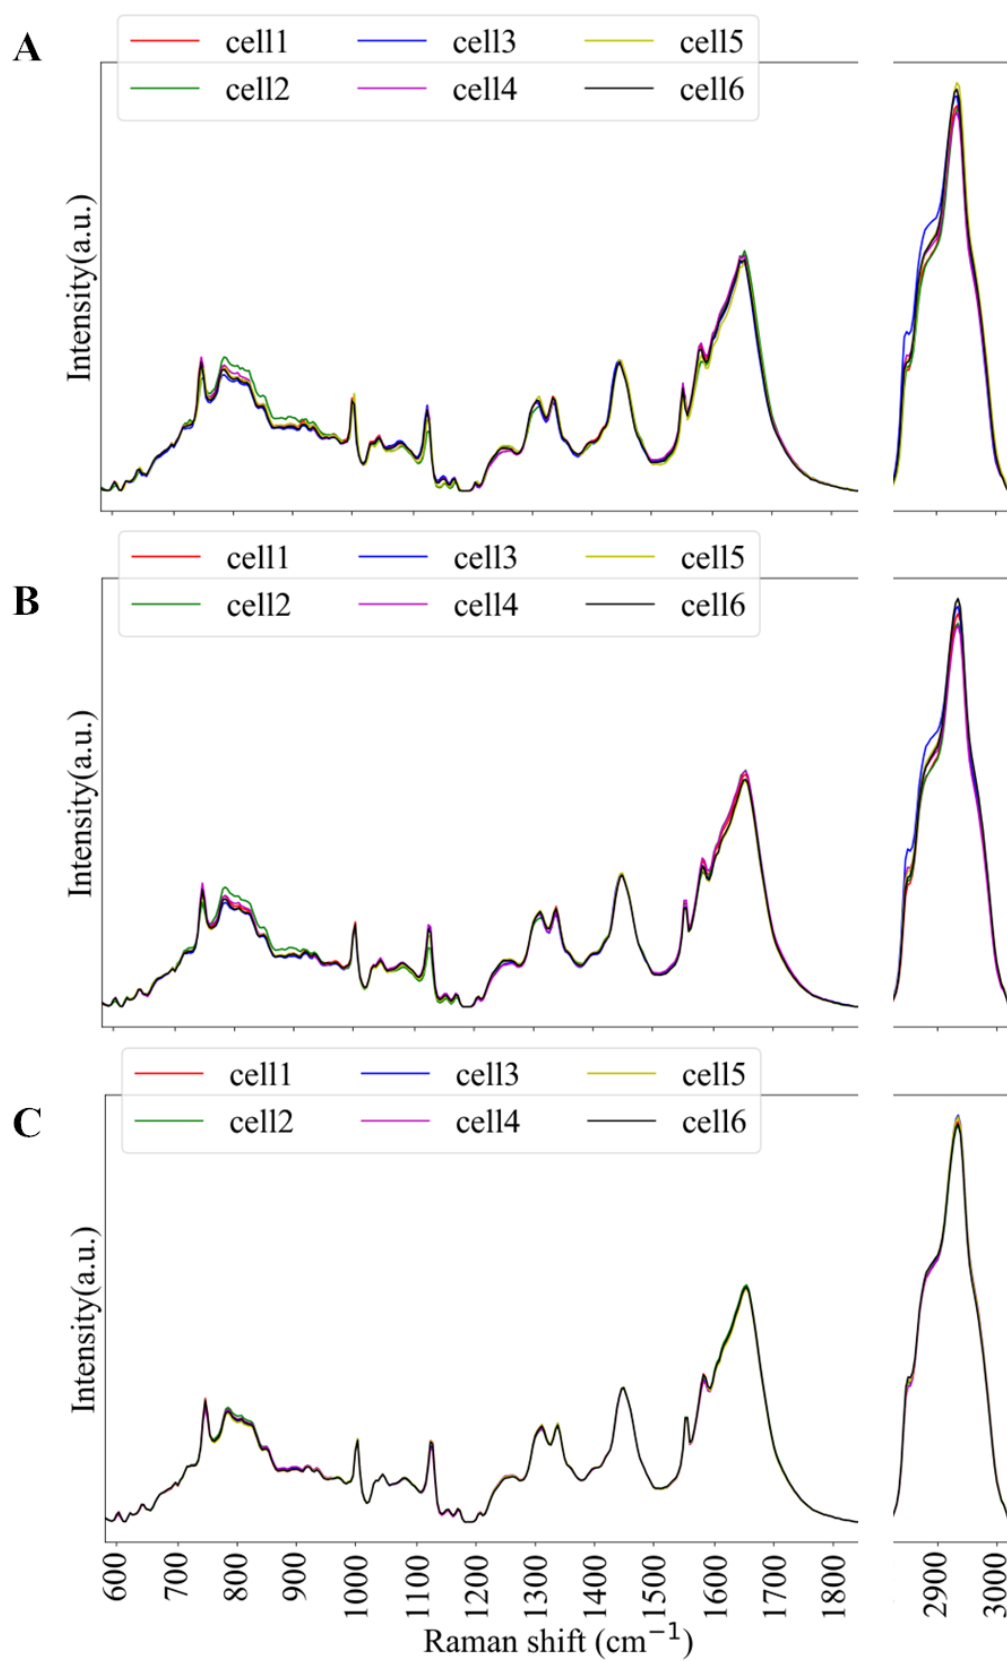 A
cell1 cell3 cell5
cell2 cell4 cell6
Intensity(a.u.)
B
cell1 cell3 cell5
cell2 cell4 cell6
Intensity(a.u.)
C
cell1 cell3 cell5
cell2 cell4 cell6
Intensity(a.u.)
600 700 800 900 1000 1100 1200 1300 1400 1500 1600 1700 1800 2900 3000
Raman shift (cm⁻¹)